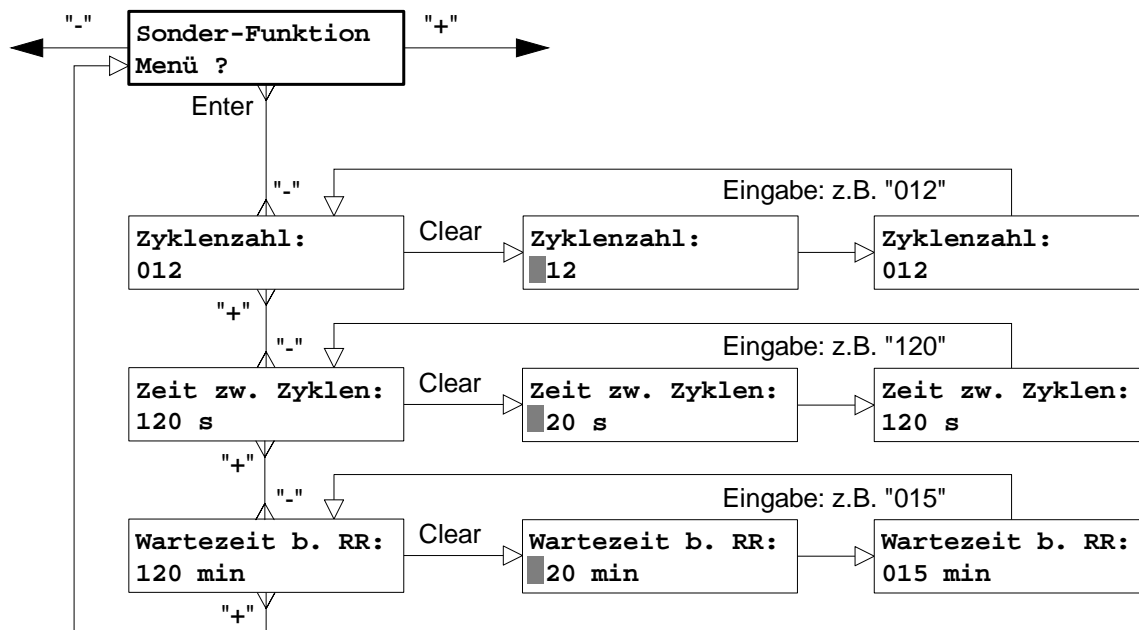 "-"
Sonder-Funktion
Menü ?
"+"
Enter
"-"
Eingabe: z.B. "012"
Zyklenzahl:
012
Clear
Zyklenzahl:
12
Zyklenzahl:
012
"+"
"-"
Eingabe: z.B. "120"
Zeit zw. Zyklen:
120 s
Clear
Zeit zw. Zyklen:
20 s
Zeit zw. Zyklen:
120 s
"+"
"-"
Eingabe: z.B. "015"
Wartezeit b. RR:
120 min
Clear
Wartezeit b. RR:
20 min
Wartezeit b. RR:
015 min
"+"